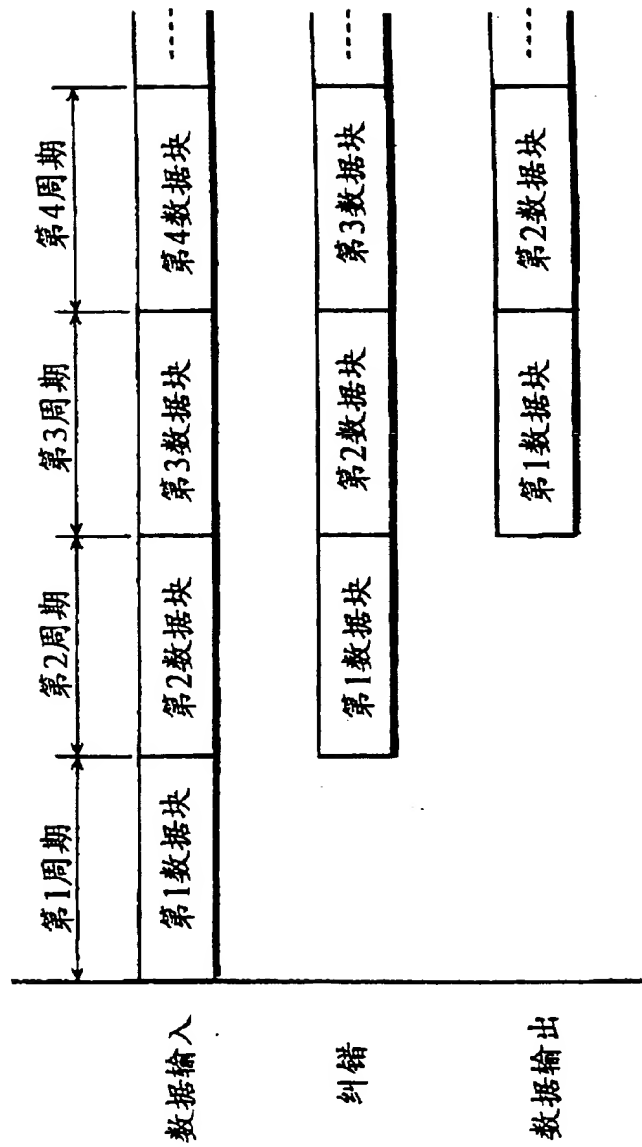 第1周期 第2周期 第3周期 第4周期
数据输入 第1数据块 第2数据块 第3数据块 第4数据块 ----
纠错 第1数据块 第2数据块 第3数据块 ----
数据输出 第1数据块 第2数据块 ----